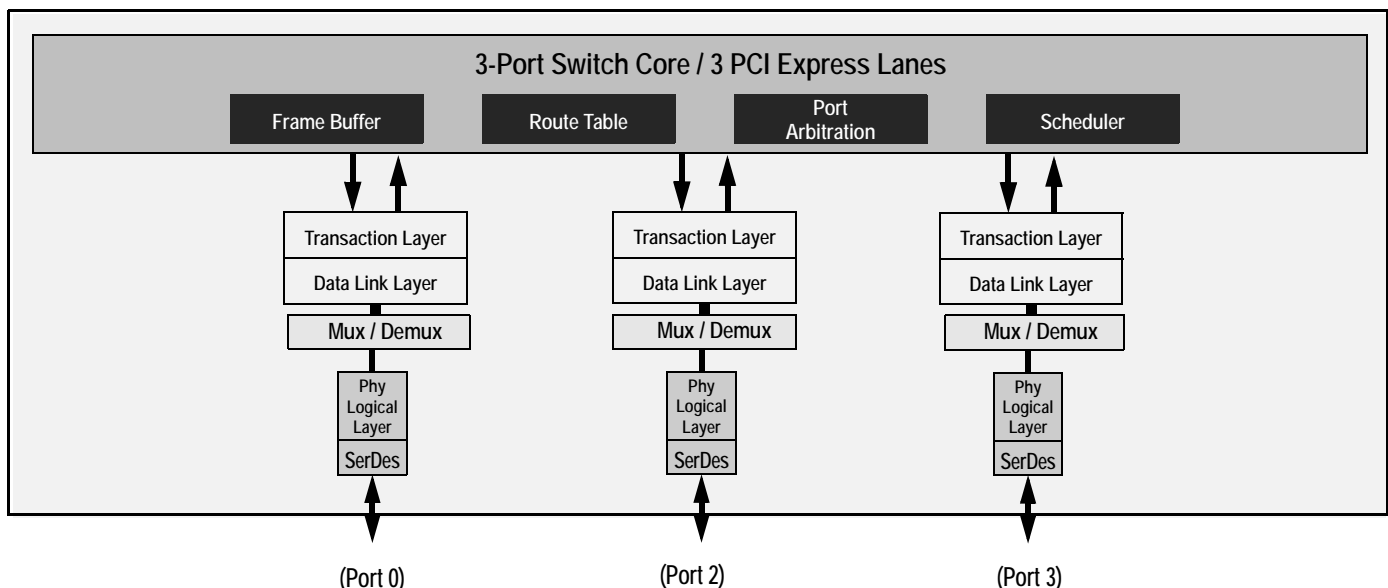 3-Port Switch Core / 3 PCI Express Lanes
Frame Buffer
Route Table
Port
Arbitration
Scheduler
Transaction Layer
Data Link Layer
Mux / Demux
Phy
Logical
Layer
SerDes
(Port 0)
Transaction Layer
Data Link Layer
Mux / Demux
Phy
Logical
Layer
SerDes
(Port 2)
Transaction Layer
Data Link Layer
Mux / Demux
Phy
Logical
Layer
SerDes
(Port 3)